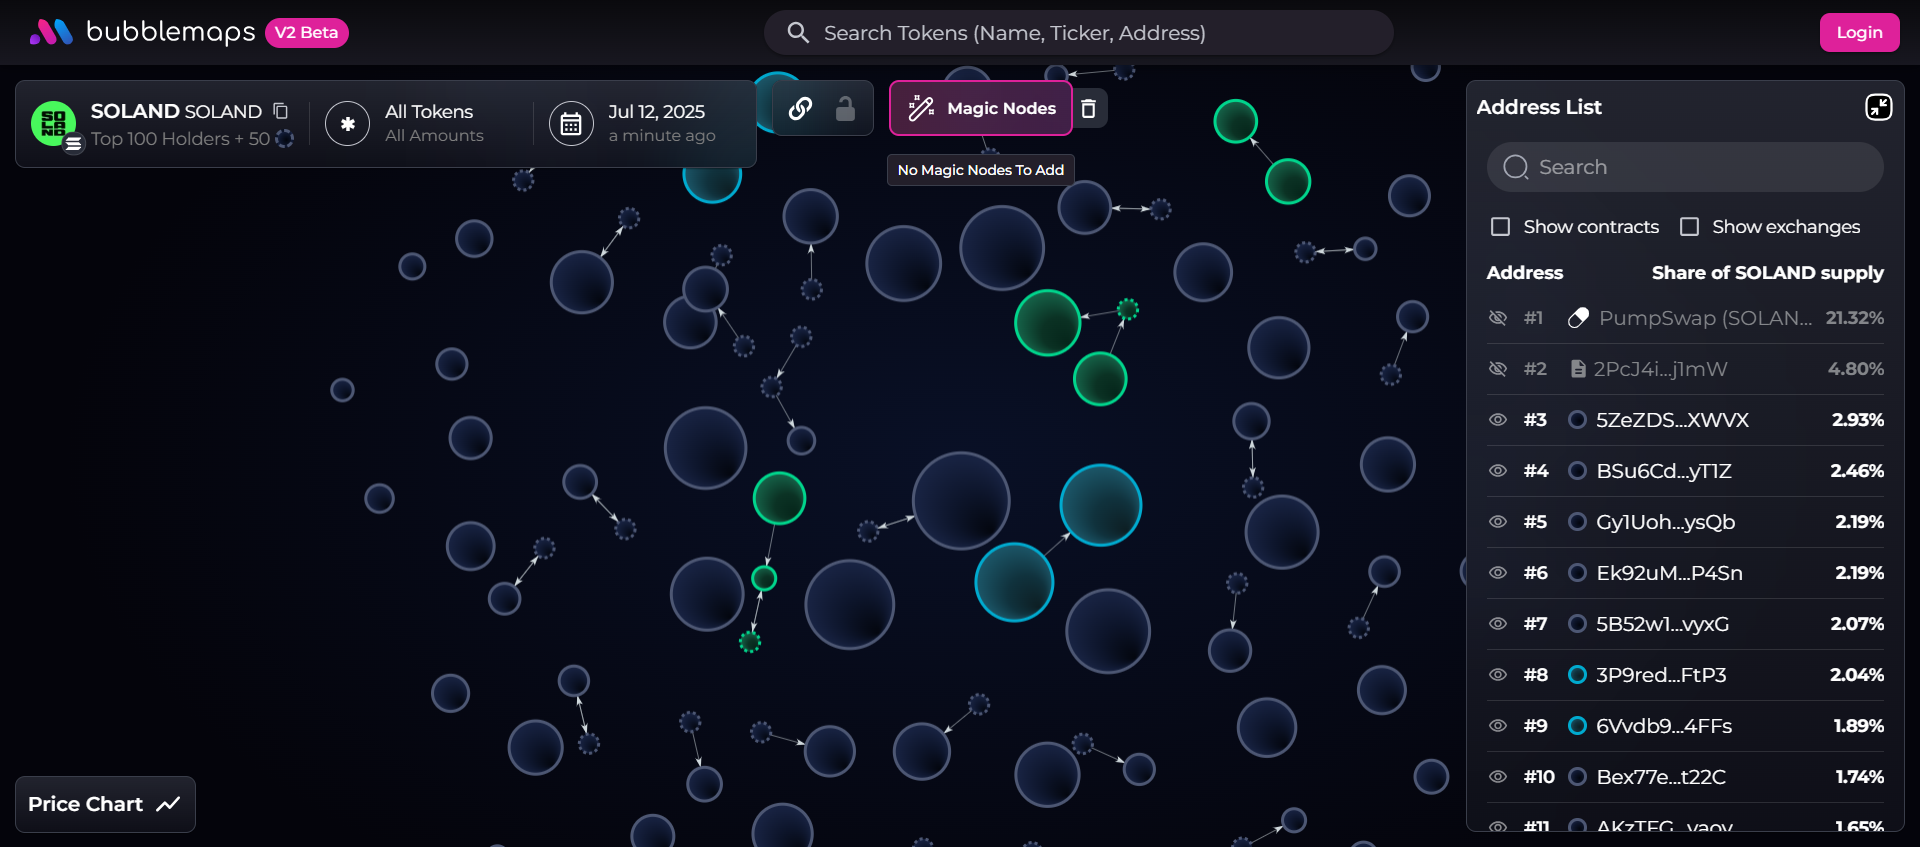 bubblemaps V2 Beta
Search Tokens (Name, Ticker, Address)
Login
SOLAND SOLAND
Top 100 Holders + 50
All Tokens
All Amounts
Jul 12, 2025
a minute ago
Magic Nodes
No Magic Nodes To Add
Address List
Search
Show contracts
Show exchanges
Address Share of SOLAND supply
#1 PumpSwap (SOLAN... 21.32%
#2 2PcJ4i...j1mW 4.80%
#3 5ZeZDS...XWVX 2.93%
#4 BSu6Cd...yT1Z 2.46%
#5 Gy1Uoh...ysQb 2.19%
#6 Ek92uM...P4Sn 2.19%
#7 5B52w1...vyxG 2.07%
#8 3P9red...FtP3 2.04%
#9 6Vvdb9...4FFs 1.89%
#10 Bex77e...t22C 1.74%
#11 1.65%
Price Chart